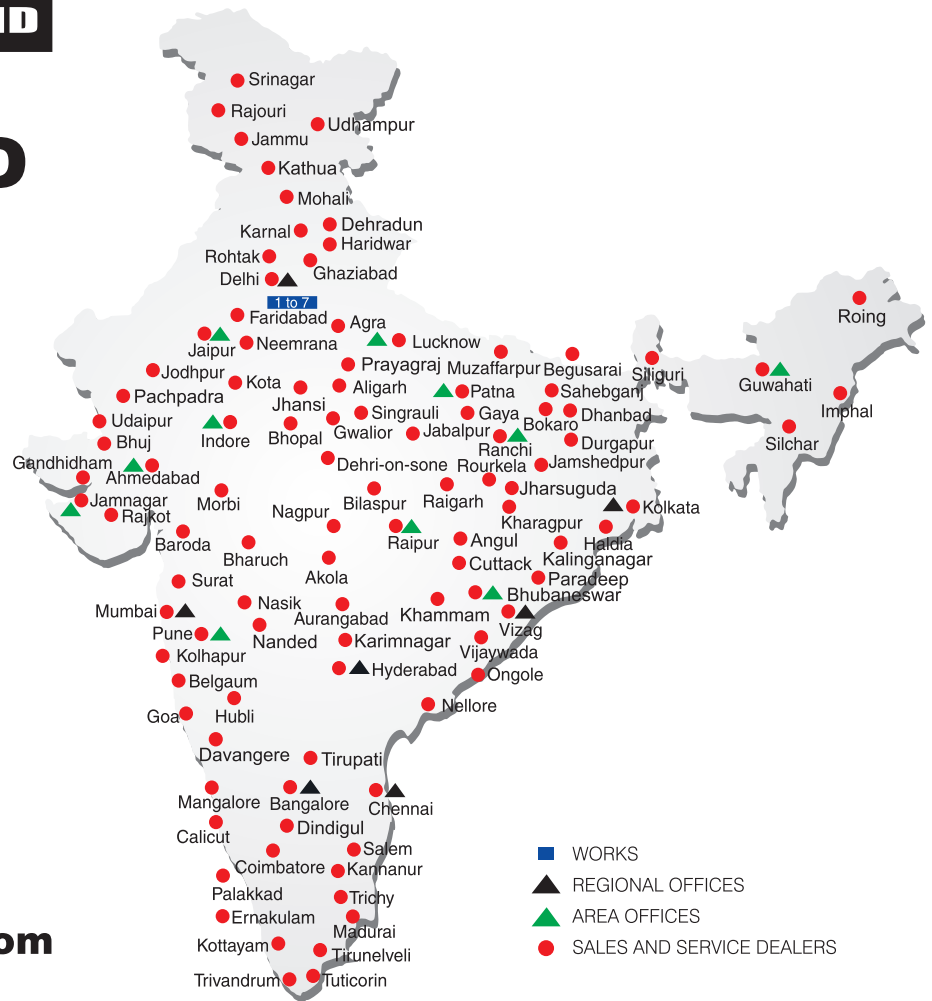 ND
D
Srinagar
Rajouri
Udhampur
Jammu
Kathua
Mohali
Dehradun
Karnal
Haridwar
Rohtak
Ghaziabad
Delhi
1 to 7
Faridabad
Agra
Neemrana
Lucknow
Jaipur
Prayagraj
Muzaffarpur
Begusarai
Siliguri
Roing
Guwahati
Imphal
Silchar
Jodhpur
Kota
Aligarh
Patna
Sahebganj
Pachpadra
Jhansi
Singrauli
Gaya
Bokaro
Dhanbad
Udaipur
Indore
Bhopal
Gwalior
Jabalpur
Ranchi
Durgapur
Bhuj
Gandhidham
Ahmedabad
Dehri-on-sone
Rourkela
Jamshedpur
Jamnagar
Rajkot
Morbi
Bilaspur
Raigarh
Jharsuguda
Kolkata
Nagpur
Kharagpur
Haldia
Baroda
Bharuch
Raipur
Angul
Kalinganagar
Akola
Cuttack
Paradeep
Surat
Bhubaneswar
Mumbai
Nasik
Aurangabad
Khammam
Vizag
Pune
Nanded
Karimnagar
Vijaywada
Kolhapur
Hyderabad
Ongole
Belgaum
Goa
Hubli
Nellore
Davangere
Tirupati
Mangalore
Bangalore
Chennai
Calicut
Dindigul
Coimbatore
Salem
Kannanur
Palakkad
Trichy
Ernakulam
Madurai
Kottayam
Tirunelveli
Trivandrum
Tuticorin
WORKS
REGIONAL OFFICES
AREA OFFICES
SALES AND SERVICE DEALERS
om